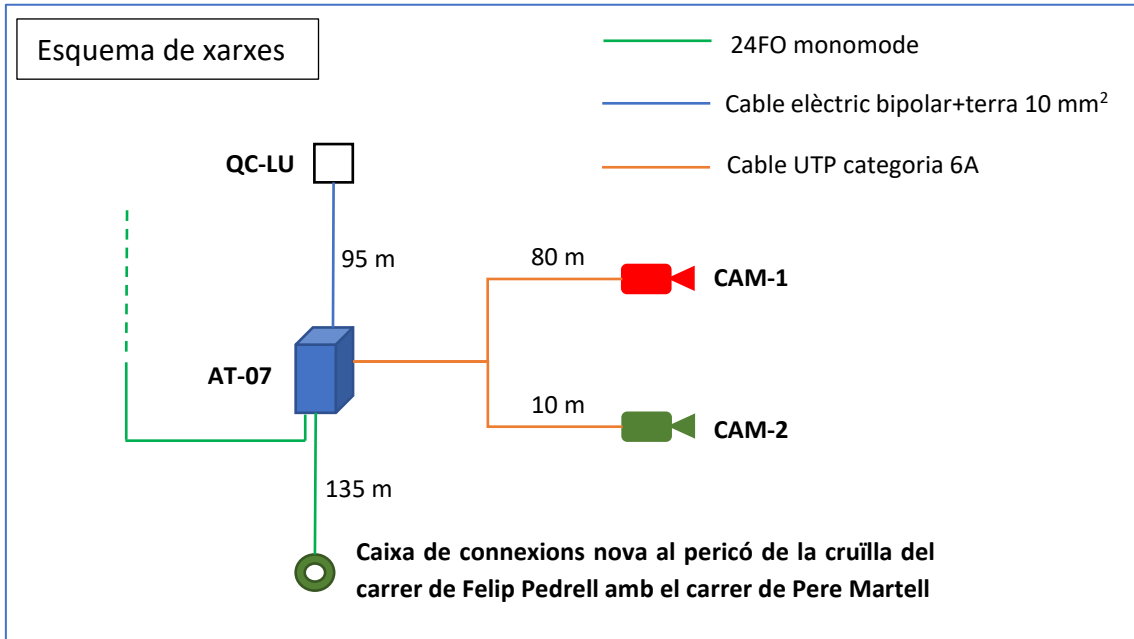 Esquema de xarxes
24FO monomode
Cable elèctric bipolar+terra 10 mm²
Cable UTP categoria 6A
QC-LU
95 m
80 m
CAM-1
AT-07
10 m
CAM-2
135 m
Caixa de connexions nova al pericó de la cruïlla del
carrer de Felip Pedrell amb el carrer de Pere Martell